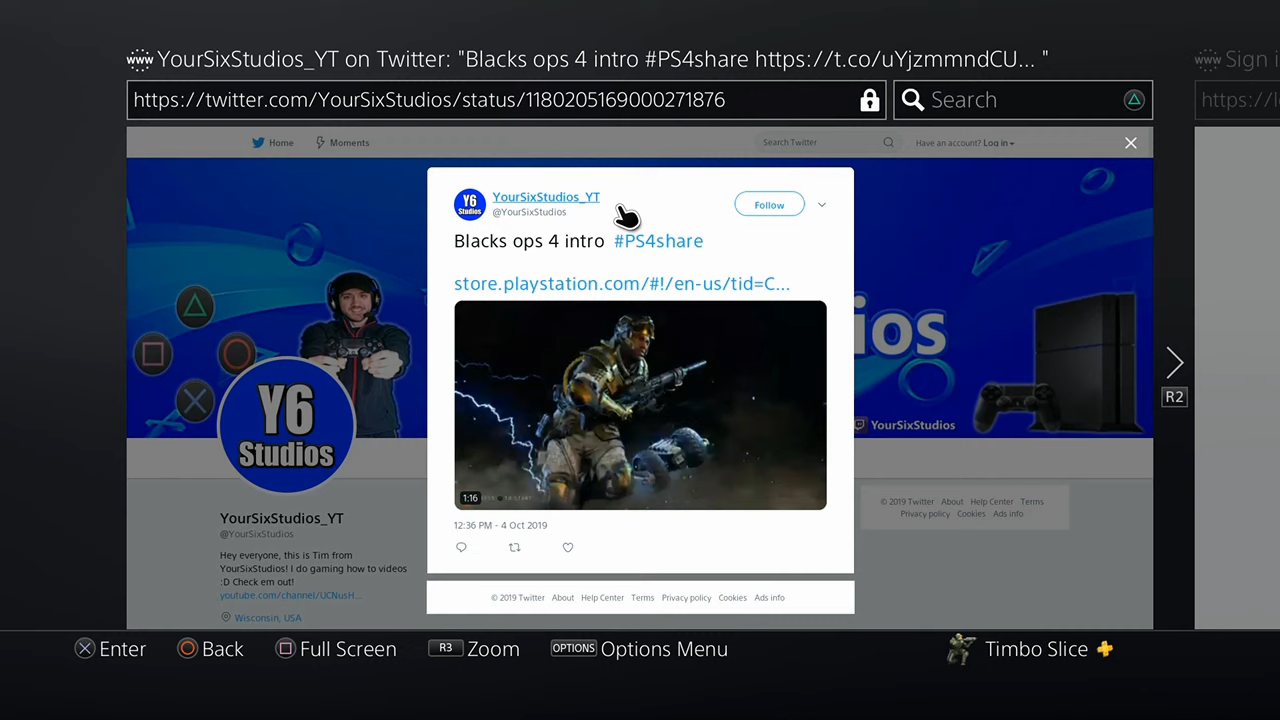 YourSixStudios_YT on Twitter: "Blacks ops 4 intro #PS4share https://t.co/uYjzmmndCU... "
Sign i
https://twitter.com/YourSixStudios/status/1180205169000271876
Search
Home
Moments
Search Twitter
Have an account? Log in
YourSixStudios_YT
@YourSixStudios
Follow
Blacks ops 4 intro #PS4share
store.playstation.com/#!/en-us/tid=C...
1:16
12:36 PM - 4 Oct 2019
© 2019 Twitter About Help Center Terms Privacy policy Cookies Ads info
Y6
Studios
Y6
Studios
YourSixStudios_YT
@YourSixStudios
Hey everyone, this is Tim from
YourSixStudios! I do gaming how to videos
:D Check em out!
youtube.com/channel/UCNusH...
Wisconsin, USA
ios
YourSixStudios
© 2019 Twitter About Help Center Terms
Privacy policy Cookies Ads info
R2
Enter
Back
Full Screen
R3 Zoom
OPTIONS Options Menu
Timbo Slice